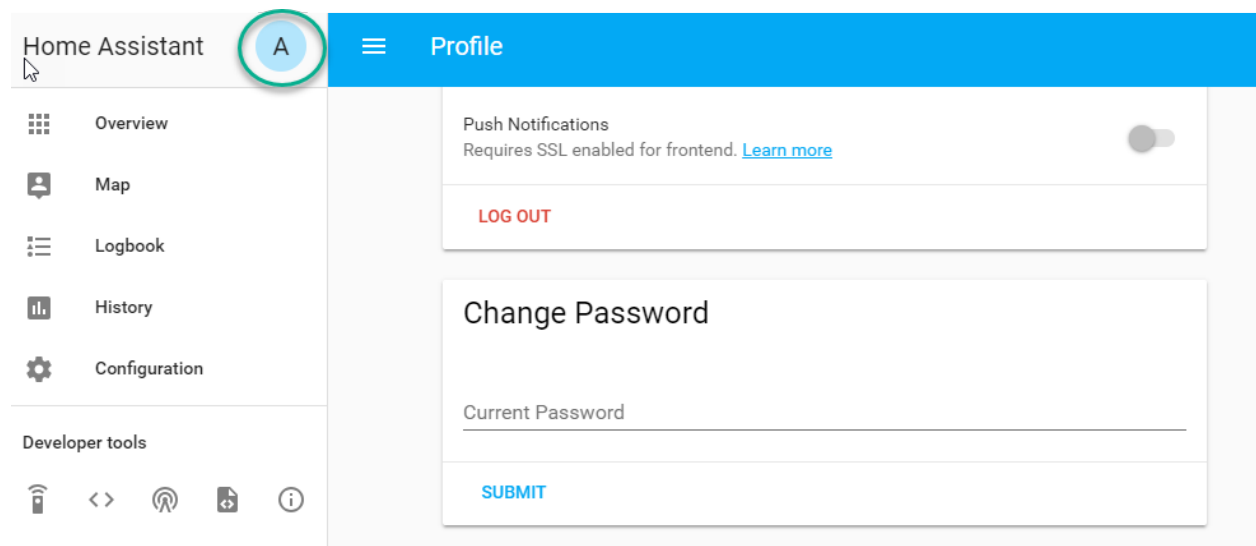 Home Assistant
A
Profile
Overview
Map
Logbook
History
Configuration
Developer tools
Push Notifications
Requires SSL enabled for frontend. Learn more
LOG OUT
Change Password
Current Password
SUBMIT